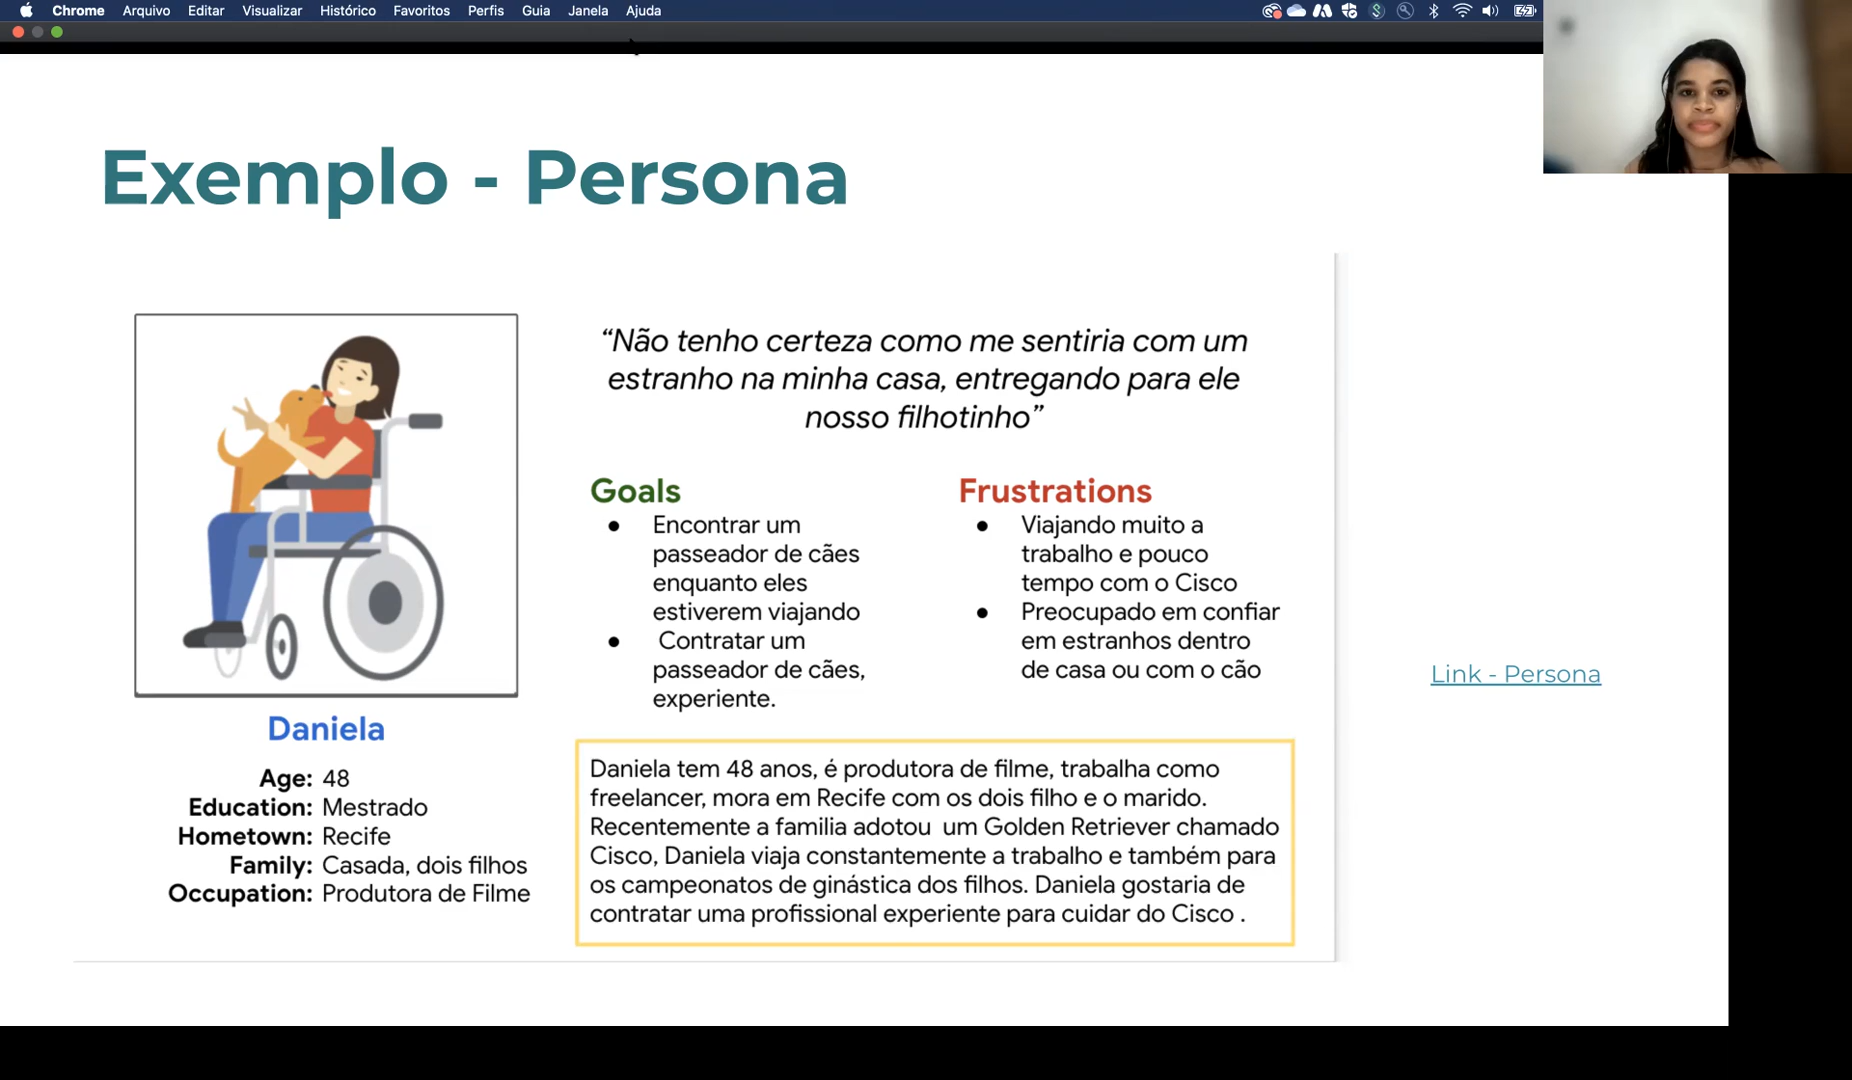 Chrome Arquivo Editar Visualizar Histórico Favoritos Perfis Guia Janela Ajuda
Exemplo - Persona
“Não tenho certeza como me sentiria com um
estranho na minha casa, entregando para ele
nosso filhotinho”
Goals
● Encontrar um
passeador de cães
enquanto eles
estiverem viajando
● Contratar um
passeador de cães,
experiente.
Frustrations
● Viajando muito a
trabalho e pouco
tempo com o Cisco
● Preocupado em confiar
em estranhos dentro
de casa ou com o cão
Link - Persona
Daniela
Age: 48
Education: Mestrado
Hometown: Recife
Family: Casada, dois filhos
Occupation: Produtora de Filme
Daniela tem 48 anos, é produtora de filme, trabalha como
freelancer, mora em Recife com os dois filho e o marido.
Recentemente a familia adotou um Golden Retriever chamado
Cisco, Daniela viaja constantemente a trabalho e também para
os campeonatos de ginástica dos filhos. Daniela gostaria de
contratar uma profissional experiente para cuidar do Cisco .